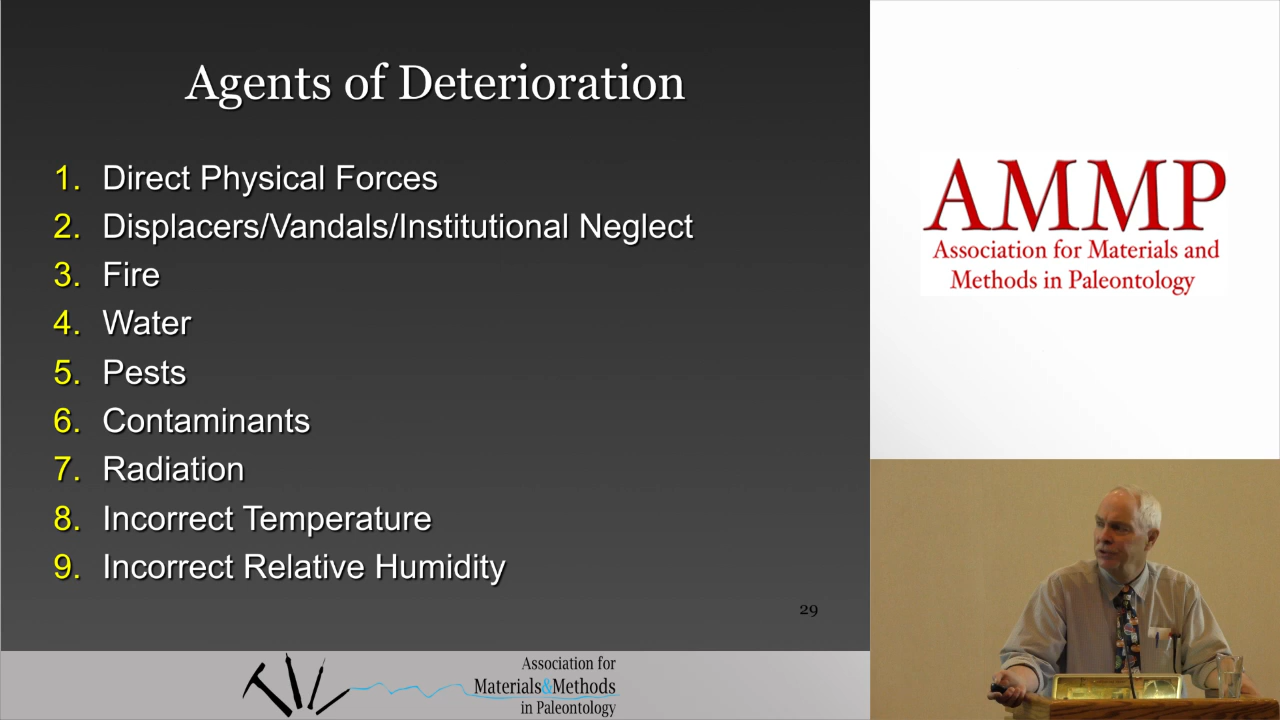 Agents of Deterioration
1. Direct Physical Forces
2. Displacers/Vandals/Institutional Neglect
3. Fire
4. Water
5. Pests
6. Contaminants
7. Radiation
8. Incorrect Temperature
9. Incorrect Relative Humidity
29
Association for
Materials&Methods
in Paleontology
AMMP
Association for Materials and
Methods in Paleontology